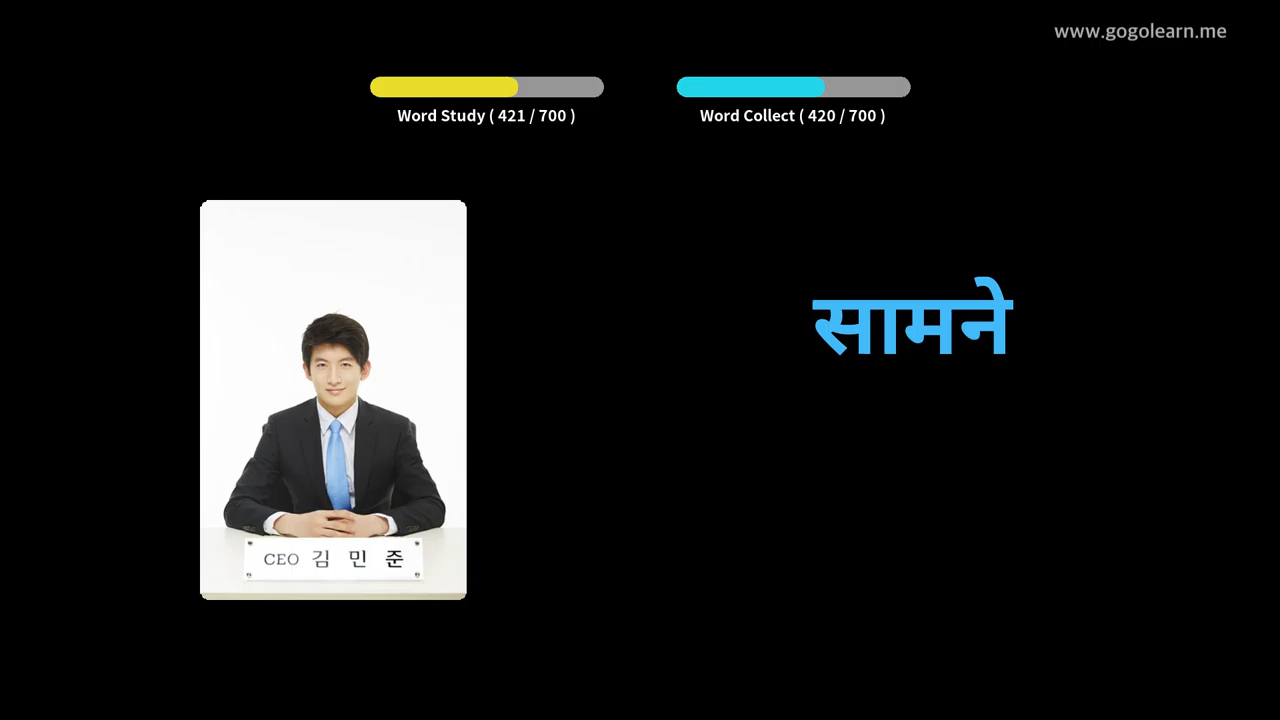 www.gogolearn.me
Word Study ( 421 / 700 )
Word Collect ( 420 / 700 )
सामने
CEO 김 민 준